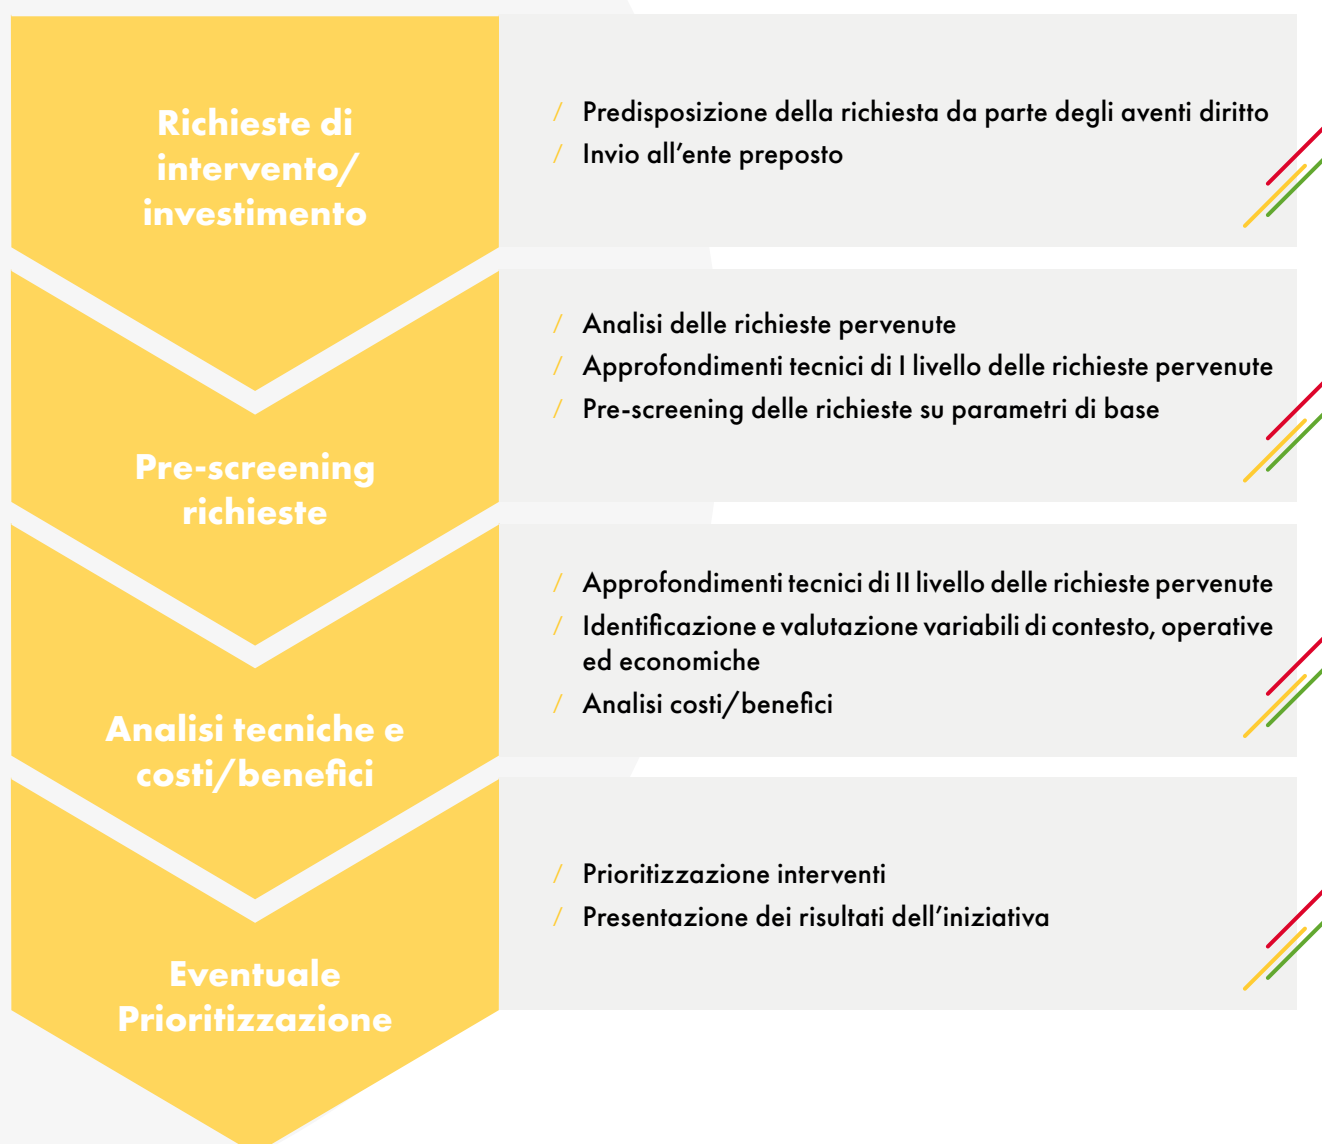 Richieste di
intervento/
investimento
/ Predisposizione della richiesta da parte degli aventi diritto
/ Invio all’ente preposto
Pre-screening
richieste
/ Analisi delle richieste pervenute
/ Approfondimenti tecnici di I livello delle richieste pervenute
/ Pre-screening delle richieste su parametri di base
Analisi tecniche e
costi/benefici
/ Approfondimenti tecnici di II livello delle richieste pervenute
/ Identificazione e valutazione variabili di contesto, operative
ed economiche
/ Analisi costi/benefici
Eventuale
Prioritizzazione
/ Prioritizzazione interventi
/ Presentazione dei risultati dell’iniziativa